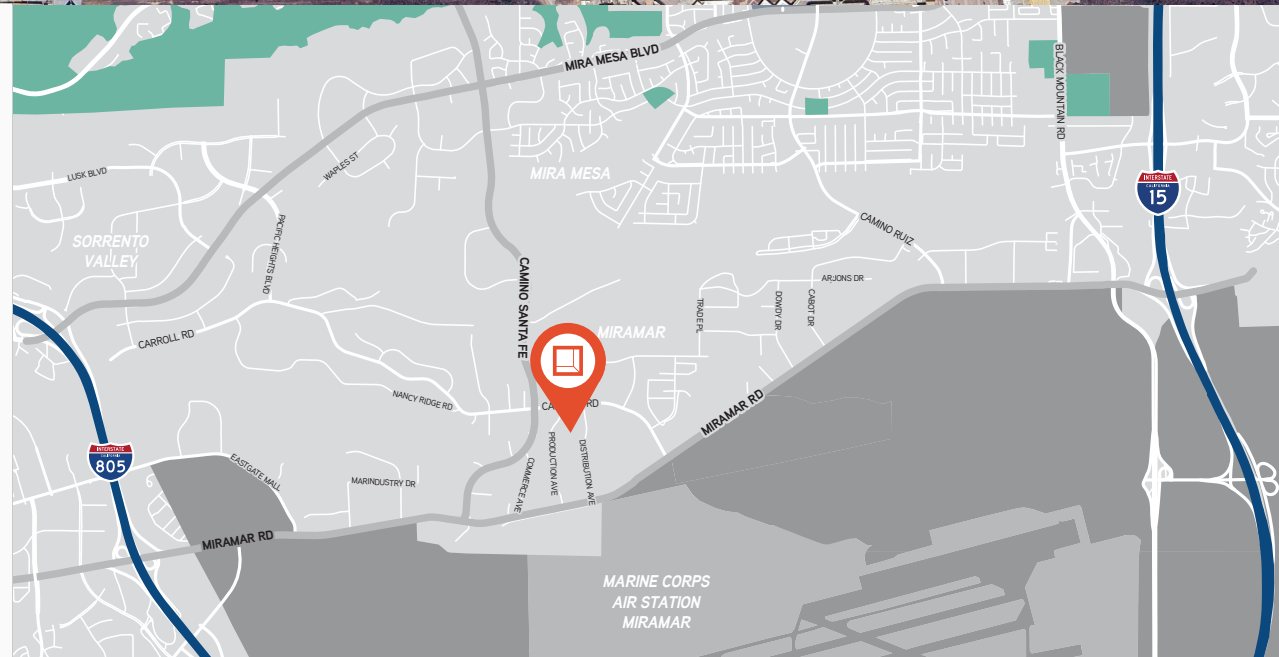 MIRA MESA BLVD
BLACK MOUNTAIN RD
LUSK BLVD
WAPLES ST
MIRA MESA
INTERSTATE
CALIFORNIA
15
SORRENTO
VALLEY
PACIFIC HEIGHTS BLVD
CAMINO RUIZ
CAMINO SANTA FE
ARJONS DR
TRADE PL
DOWDY DR
CABOT DR
CARROLL RD
MIRAMAR
NANCY RIDGE RD
RD
MIRAMAR RD
INTERSTATE
CALIFORNIA
805
EASTGATE MALL
MARINDUSTRY DR
COMMERCE AVE
PRODUCTION AVE
DISTRIBUTION AVE
MIRAMAR RD
MARINE CORPS
AIR STATION
MIRAMAR